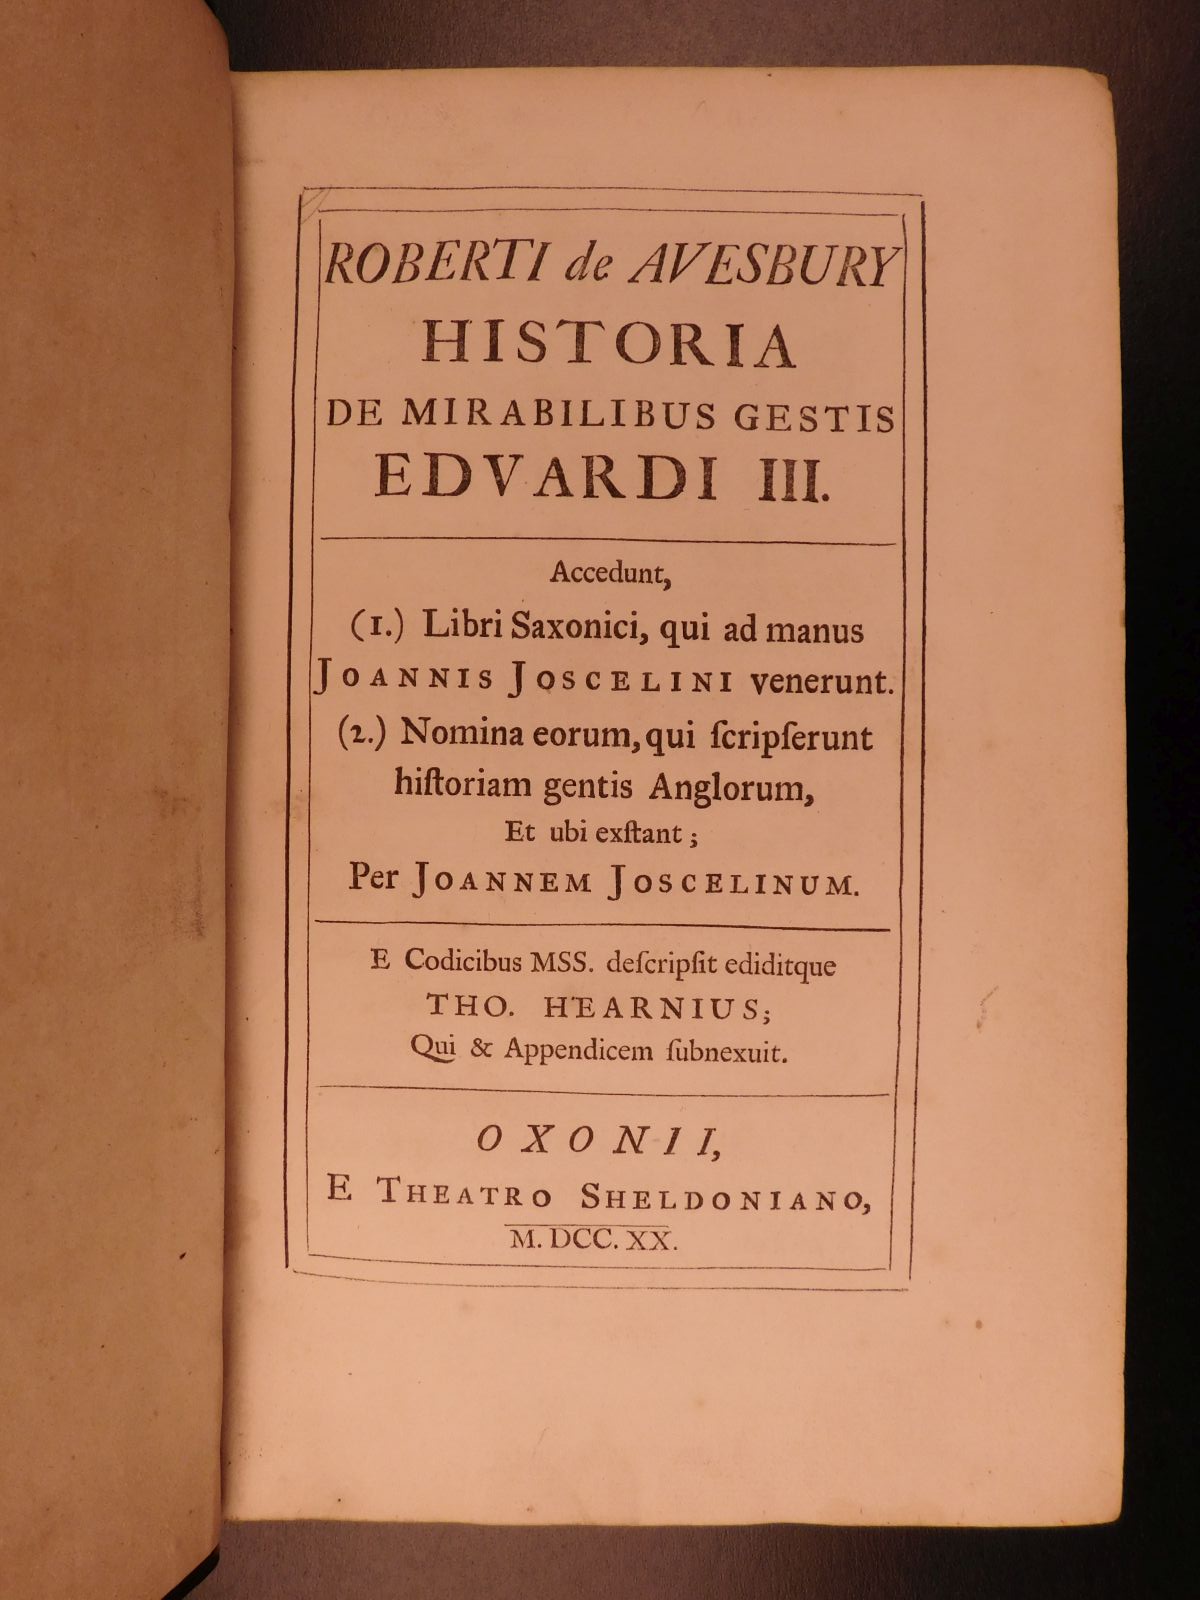 ROBERTI de AVESBURY
HISTORIA
DE MIRABILIBUS GESTIS
EDVARDI III.
Accedunt,
(1.) Libri Saxonici, qui ad manus
JOANNIS JOSCELINI venerunt.
(2.) Nomina eorum, qui ſcripſerunt
hiſtoriam gentis Anglorum,
Et ubi exſtant;
Per JOANNEM JOSCELINUM.
E Codicibus MSS. deſcripſit ediditque
THO. HEARNIUS;
Qui & Appendicem ſubnexuit.
OXONII,
E THEATRO SHELDONIANO,
M. DCC. XX.